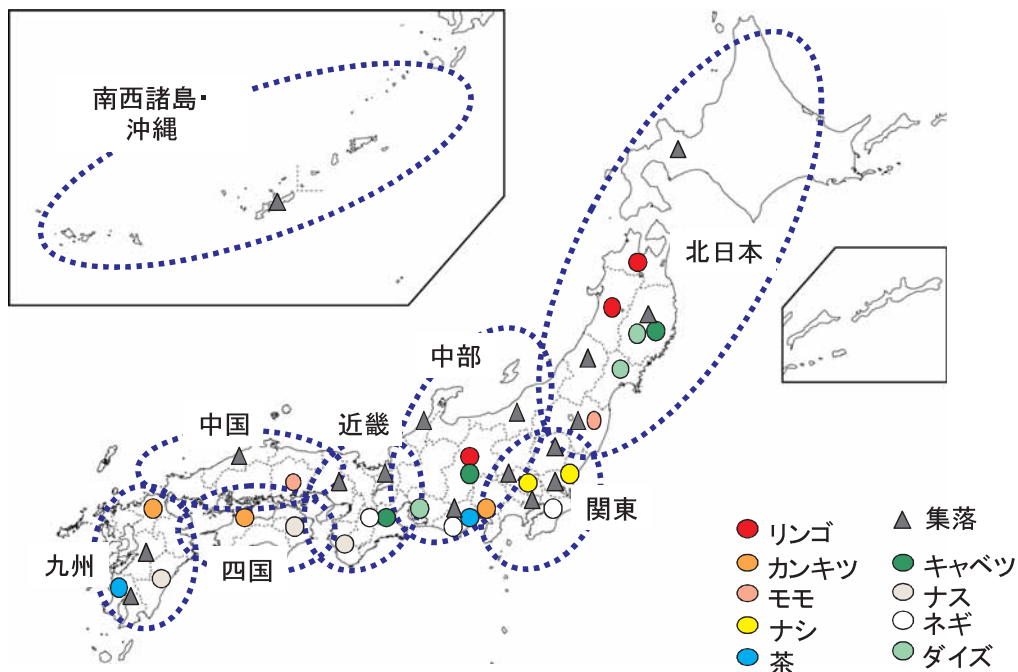 南西諸島・
沖縄
北日本
中部
中国
近畿
関東
九州
四国
リンゴ
カンキツ
モモ
ナシ
茶
集落
キャベツ
ナス
ネギ
ダイズ